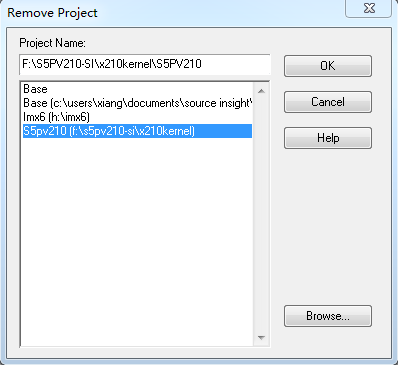 Remove Project
Project Name:
F:\S5PV210-SI\x210kernel\S5PV210
OK
Base
Base (c:\users\xiang\documents\source insight\
Cancel
Imx6 (h:\imx6)
S5pv210 (f:\s5pv210-si\x210kernel)
Help
Browse...